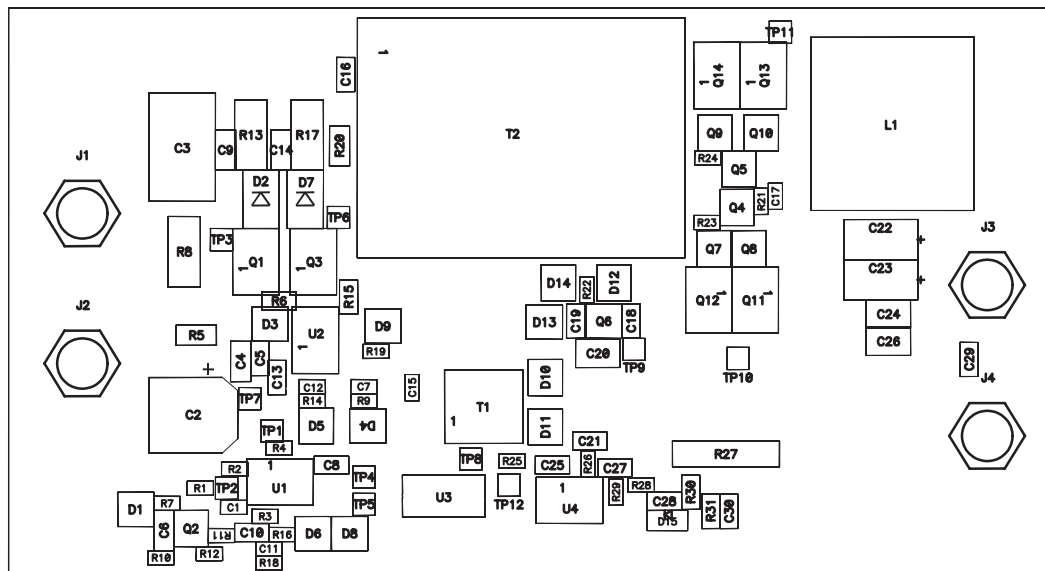 TP11
1
Q14
1
Q13
C16
T2
L1
C3
C9
R13
C14
R17
R20
Q9
Q10
J1
R24
Q5
D2
D7
R21
C17
Q4
TP6
R23
R8
TP3
C22
+
J3
1
Q1
1
Q3
Q7
Q8
C23
+
D14
R22
D12
Q12
1
Q11
1
R6
R15
J2
D3
U2
1
D9
D13
C19
Q6
C18
C24
R5
C4
C5
R19
C20
TP9
C26
TP10
C29
C13
+
C2
TP7
C12
R14
C7
R9
C15
D10
J4
T1
1
D5
D4
D11
TP1
R4
C21
R27
1
R2
C8
TP8
R25
C25
R26
C27
TP4
R1
TP2
U1
U3
TP12
1
U4
R29
R28
R30
C28
D15
R31
C30
C1
TP5
D1
R7
C6
Q2
R3
R11
C10
R16
D6
D8
R10
R12
C11
R18